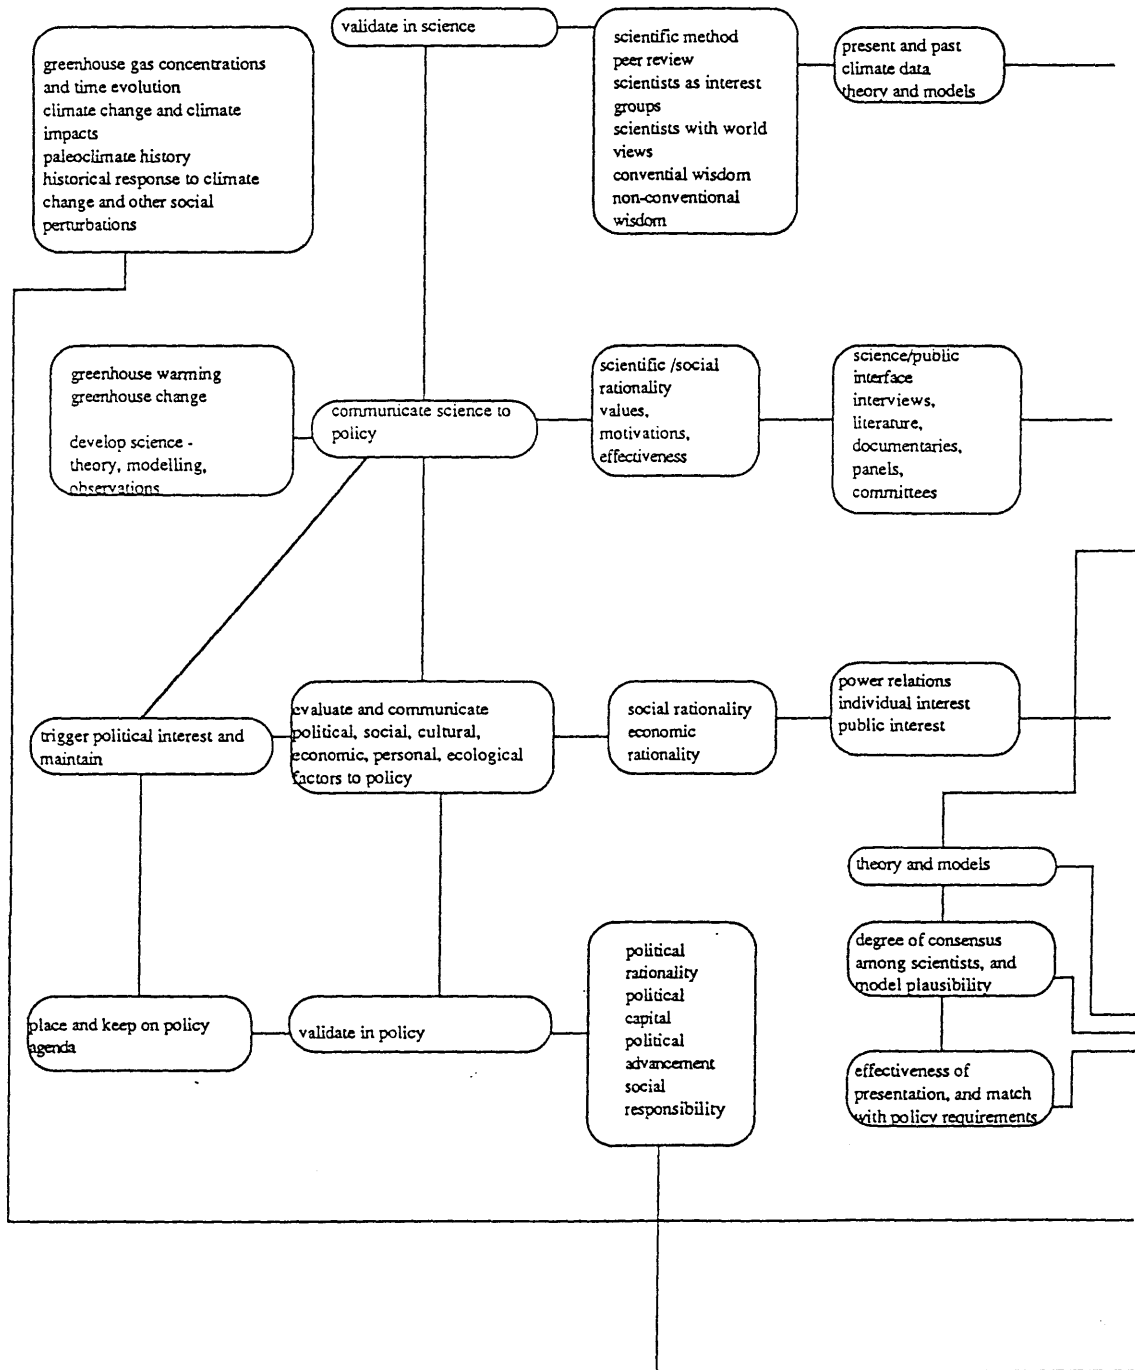 validate in science
greenhouse gas concentrations
and time evolution
climate change and climate
impacts
paleoclimate history
historical response to climate
change and other social
perturbations
scientific method
peer review
scientists as interest
groups
scientists with world
views
convential wisdom
non-conventional
wisdom
present and past
climate data
theory and models
greenhouse warming
greenhouse change
develop science -
theory, modelling,
observations
communicate science to
policy
scientific /social
rationality
values,
motivations,
effectiveness
science/public
interface
interviews,
literature,
documentaries,
panels,
committees
trigger political interest and
maintain
evaluate and communicate
political, social, cultural,
economic, personal, ecological
factors to policy
social rationality
economic
rationality
power relations
individual interest
public interest
theory and models
degree of consensus
among scientists, and
model plausibility
effectiveness of
presentation, and match
with policy requirements
place and keep on policy
agenda
validate in policy
political
rationality
political
capital
political
advancement
social
responsibility